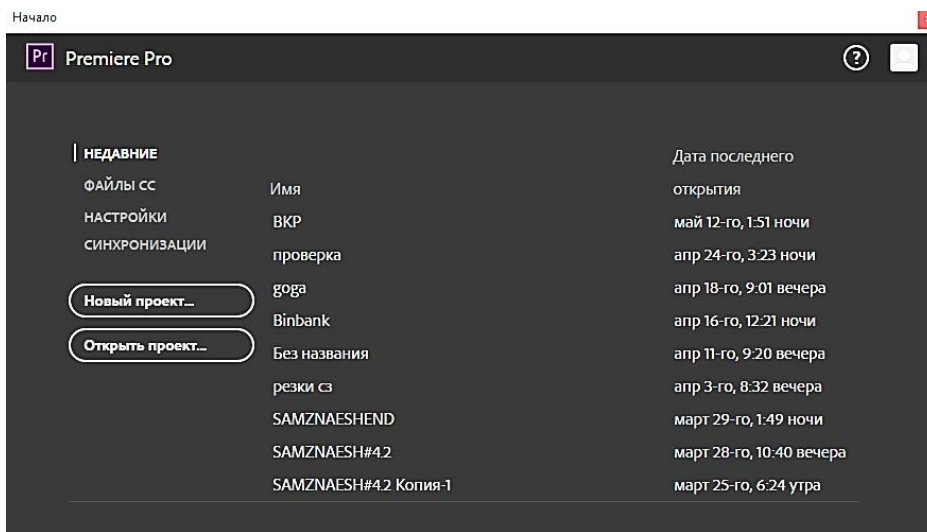 Начало
Pr Premiere Pro
?
НЕДАВНИЕ
ФАЙЛЫ CC
НАСТРОЙКИ
СИНХРОНИЗАЦИИ
Новый проект...
Открыть проект...
Имя
Дата последнего
открытия
ВКР май 12-го, 1:51 ночи
проверка апр 24-го, 3:23 ночи
goga апр 18-го, 9:01 вечера
Binbank апр 16-го, 12:21 ночи
Без названия апр 11-го, 9:20 вечера
резки сз апр 3-го, 8:32 вечера
SAMZNAESHEND март 29-го, 1:49 ночи
SAMZNAESH#4.2 март 28-го, 10:40 вечера
SAMZNAESH#4.2 Копия-1 март 25-го, 6:24 утра